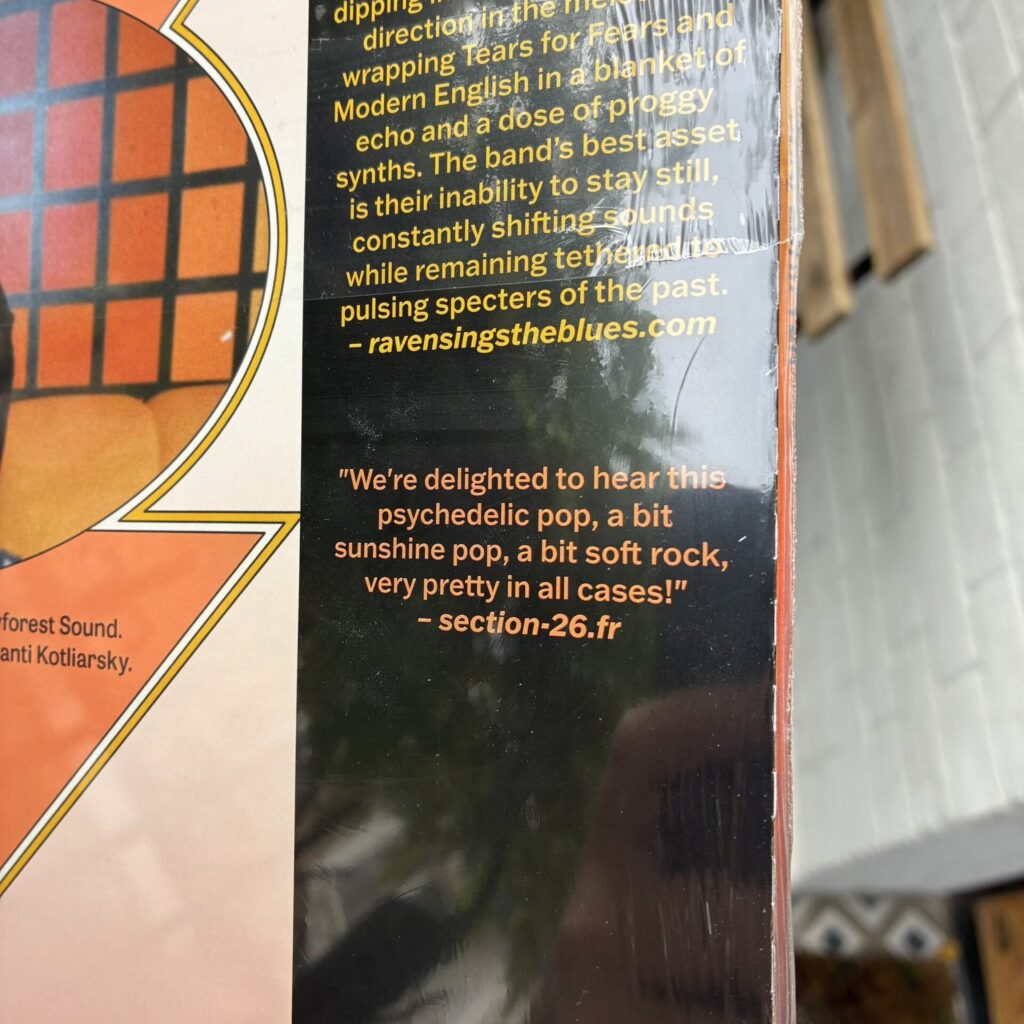 dipping
direction in the
wrapping Tears for Fears and
Modern English in a blanket of
echo and a dose of proggy
synths. The band's best asset
is their inability to stay still,
constantly shifting sounds
while remaining tethered to
pulsing specters of the past.
– ravensingstheblues.com
"We're delighted to hear this
psychedelic pop, a bit
sunshine pop, a bit soft rock,
very pretty in all cases!"
– section-26.fr
forest Sound.
anti Kotliarsky.